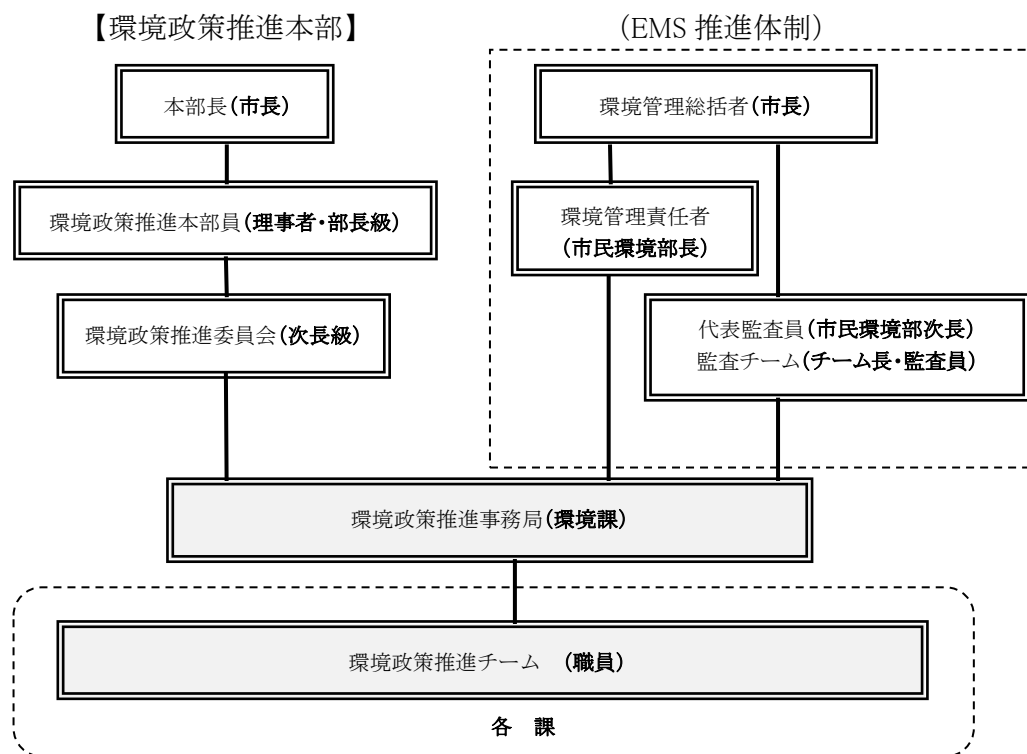 【環境政策推進本部】
(EMS 推進体制)
本部長(市長)
環境政策推進本部員(理事者・部長級)
環境政策推進委員会(次長級)
環境管理総括者(市長)
環境管理責任者
(市民環境部長)
代表監査員(市民環境部次長)
監査チーム(チーム長・監査員)
環境政策推進事務局(環境課)
環境政策推進チーム (職員)
各 課